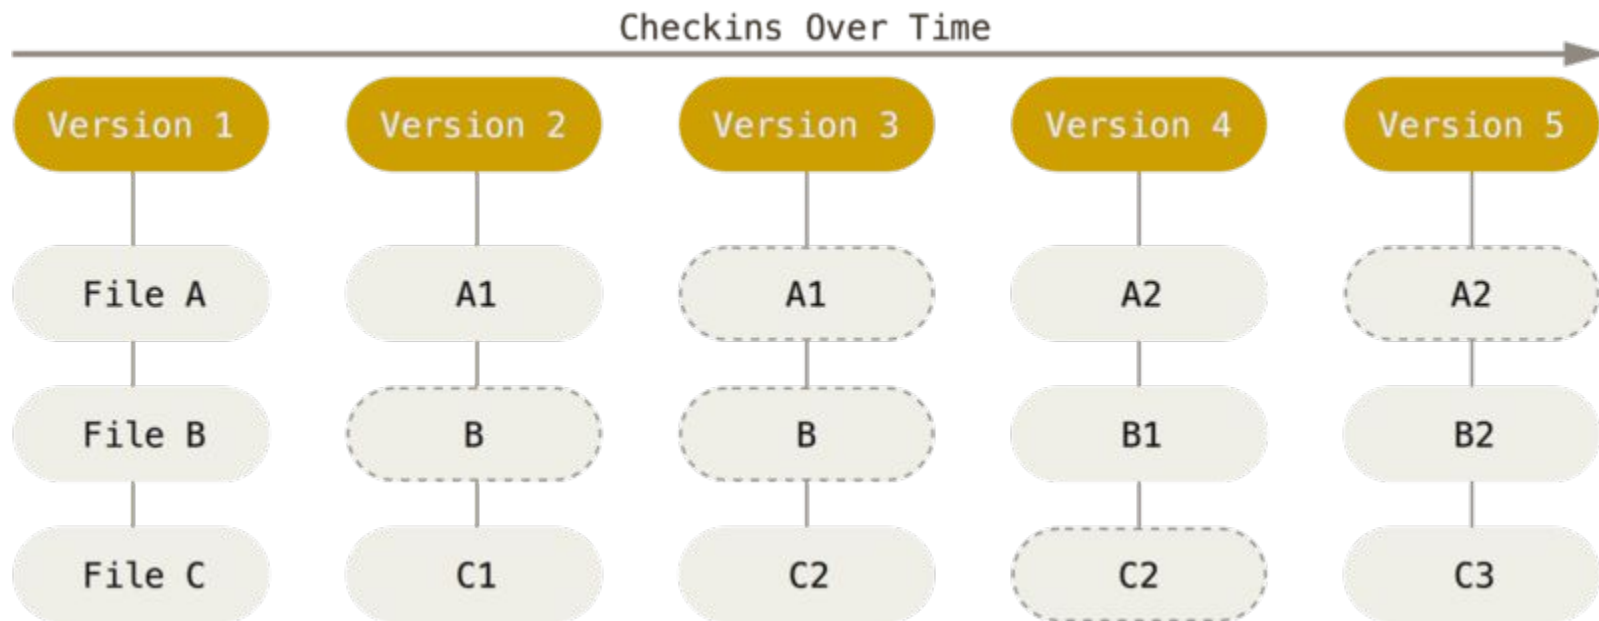 Checkins Over Time
Version 1 Version 2 Version 3 Version 4 Version 5
File A A1 A1 A2 A2
File B B B B1 B2
File C C1 C2 C2 C3